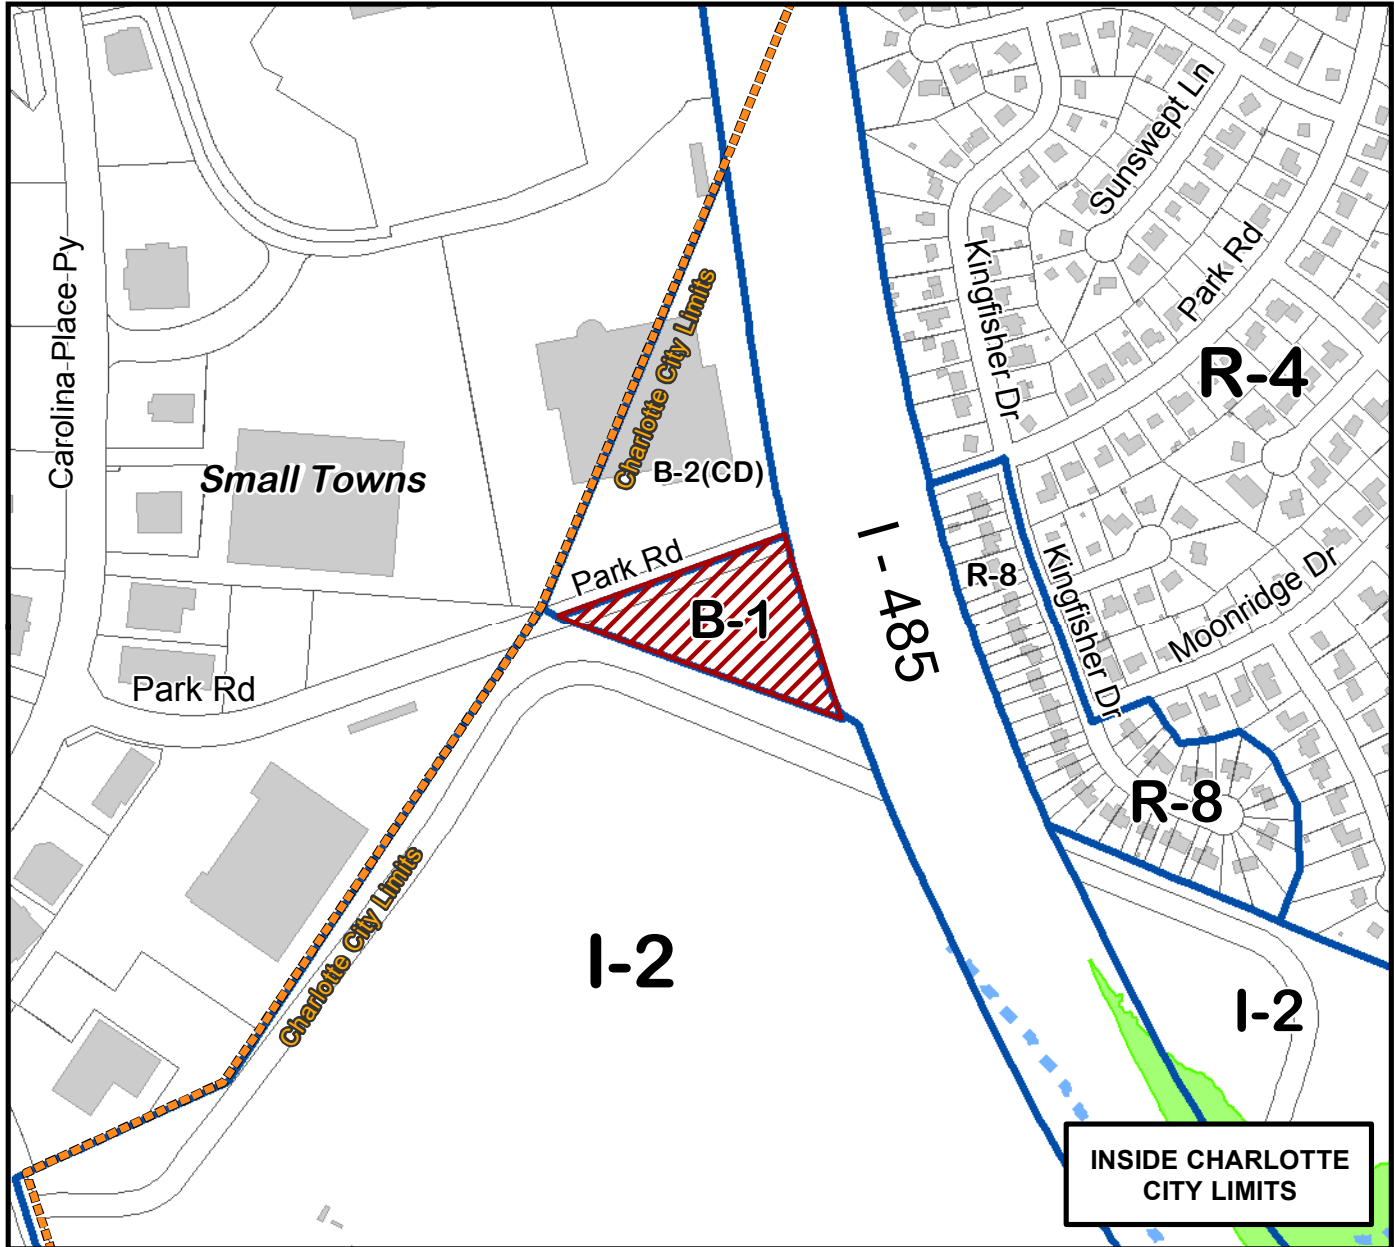 Sunswept Ln
Park Rd
Kingfisher Dr
Carolina-Place-Py
Charlotte City Limits
R-4
Small Towns
B-2(CD)
I - 485
Park Rd
R-8
Kingfisher Dr
Moonridge Dr
B-1
Park Rd
R-8
Charlotte City Limits
I-2
I-2
INSIDE CHARLOTTE
CITY LIMITS